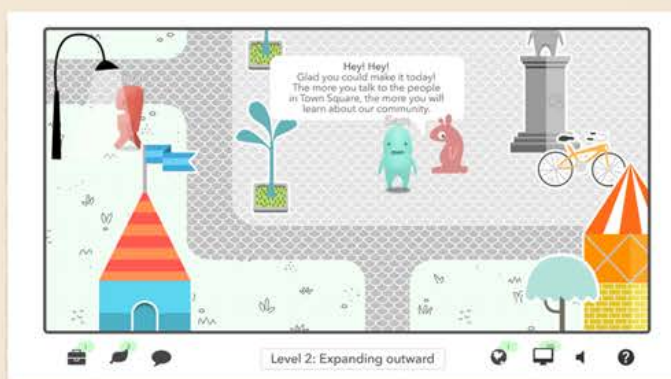 Hey! Hey!
Glad you could make it today!
The more you talk to the people
in Town Square, the more you will
learn about our community.
Level 2: Expanding outward
?